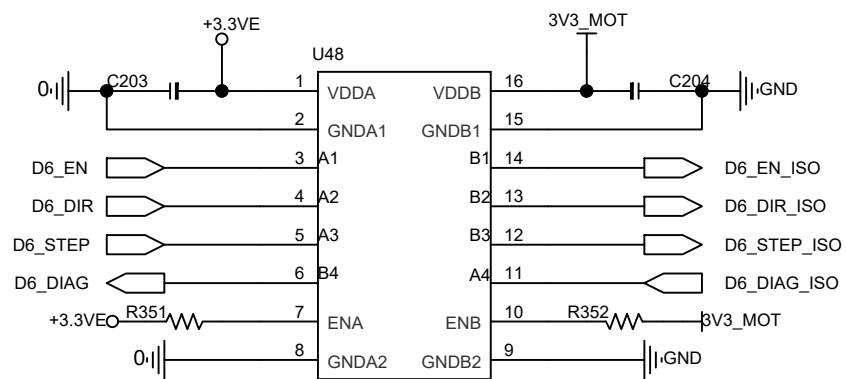 +3.3VE 3V3_MOT
U48
C203 1 16 C204
0 VDDA VDDB GND
2 15
GNDA1 GNDB1
D6_EN 3 A1 B1 14 D6_EN_ISO
D6_DIR 4 A2 B2 13 D6_DIR_ISO
D6_STEP 5 A3 B3 12 D6_STEP_ISO
D6_DIAG 6 B4 A4 11 D6_DIAG_ISO
+3.3VE R351 7 ENA ENB 10 R352 3V3_MOT
0 8 GNDA2 GNDB2 9 GND